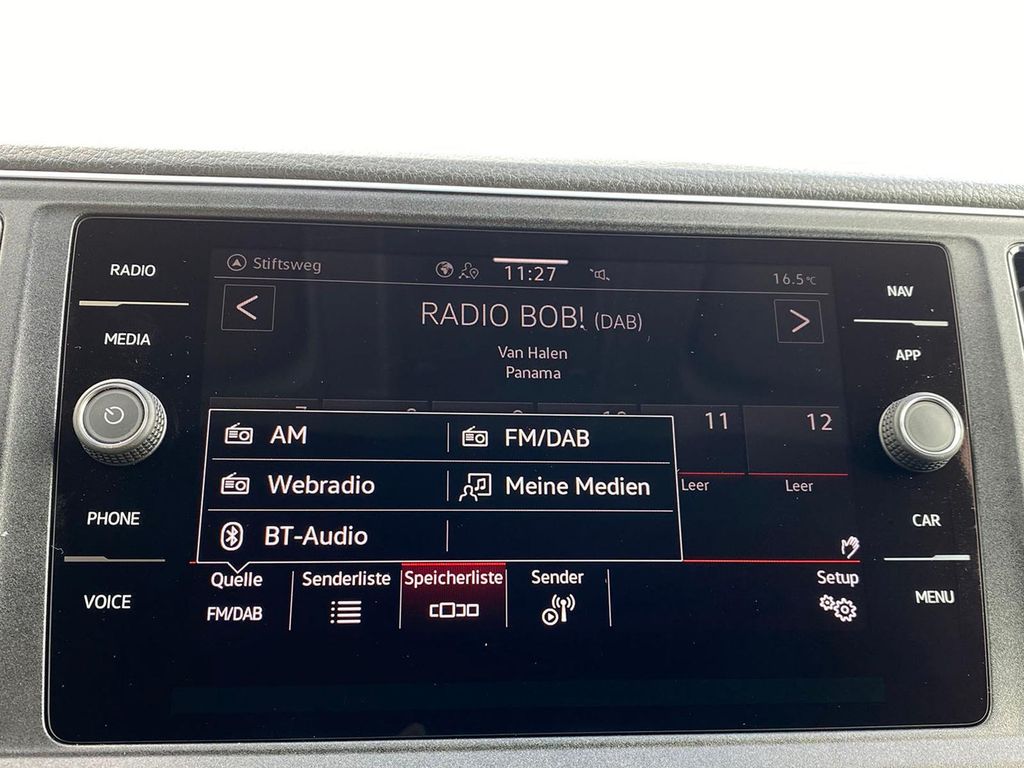 RADIO
MEDIA
PHONE
VOICE
Stiftsweg
11:27
16.5°C
<
RADIO BOB! (DAB)
>
Van Halen
Panama
11
12
Leer
Leer
AM
FM/DAB
Webradio
Meine Medien
BT-Audio
Quelle
FM/DAB
Senderliste
Speicherliste
Sender
Setup
NAV
APP
CAR
MENU